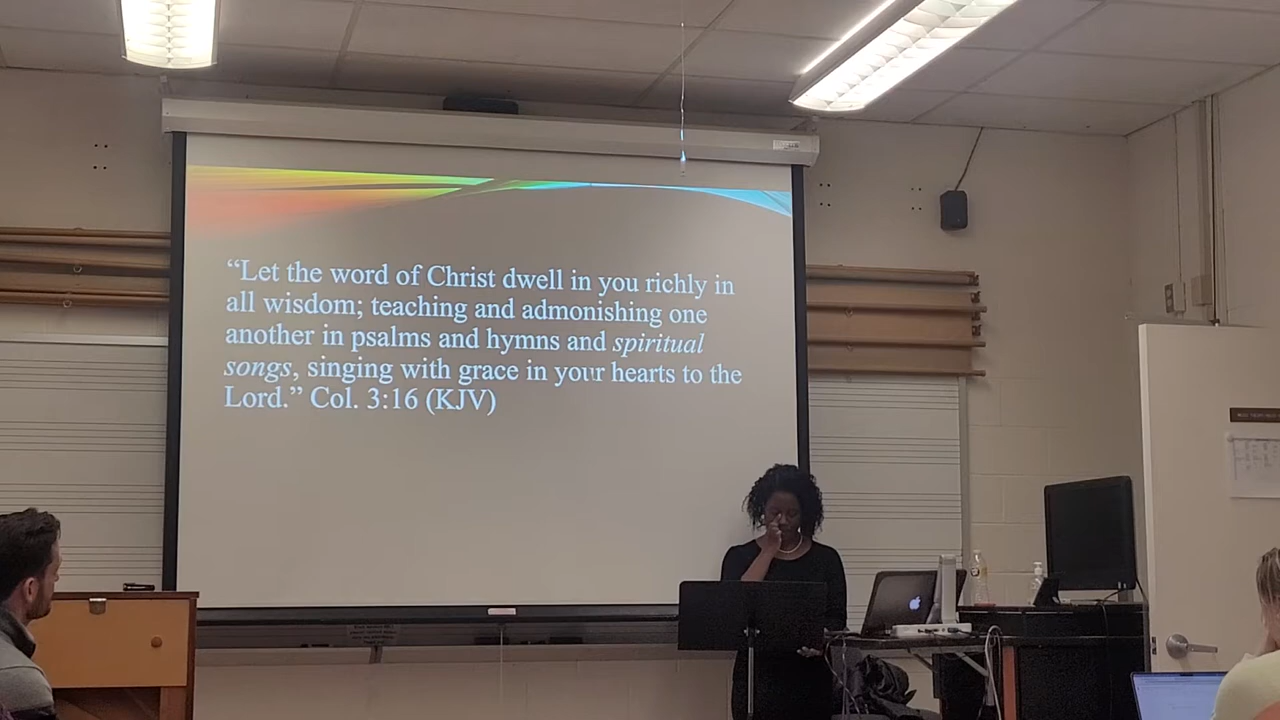 “Let the word of Christ dwell in you richly in
all wisdom; teaching and admonishing one
another in psalms and hymns and spiritual
songs, singing with grace in your hearts to the
Lord.” Col. 3:16 (KJV)